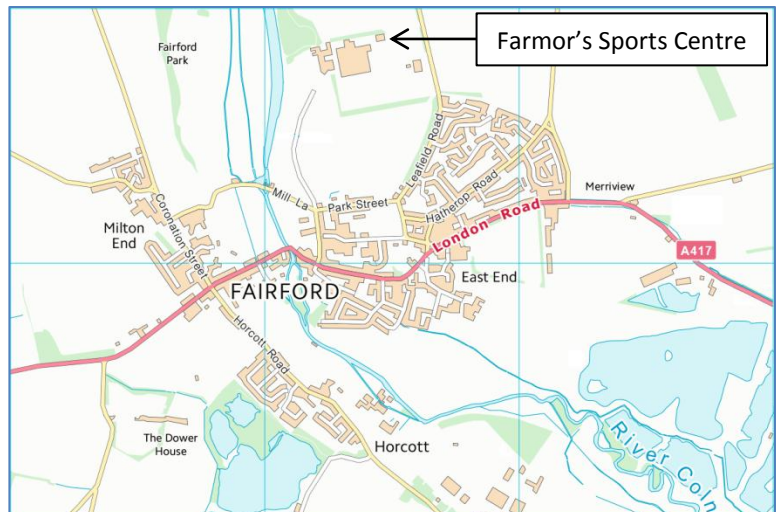 Farmor's Sports Centre
Fairford
Park
Leafield Road
Coronation Street
Mill La
Park Street
Hatherop Road
Merriview
Milton
End
London Road
A417
East End
FAIRFORD
Horcott Road
The Dower
House
Horcott
River Coln